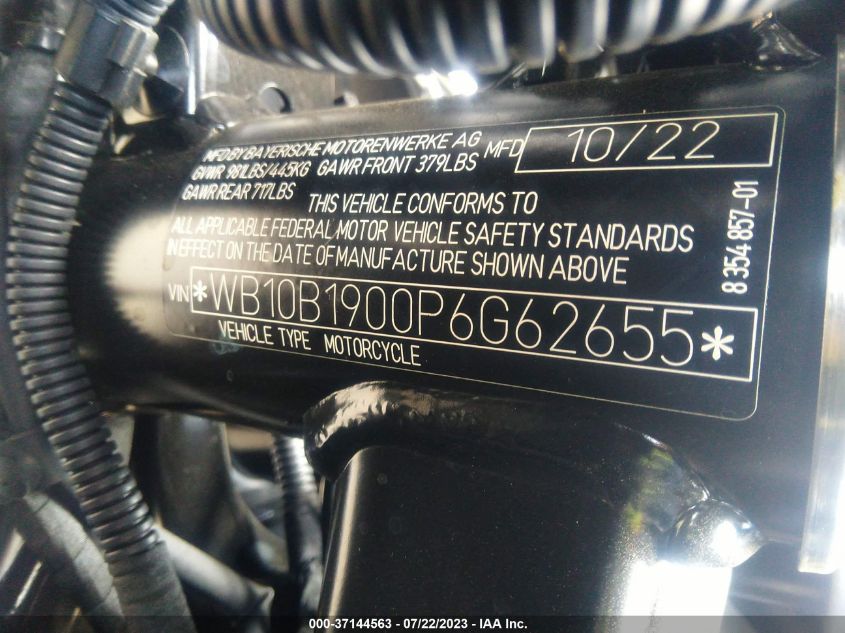 MFD BY BAYERISCHE MOTORENWERKE AG MFD 10/22
GVWR 981LBS/445KG GAWR FRONT 379LBS
GAWR REAR 717LBS
THIS VEHICLE CONFORMS TO
ALL APPLICABLE FEDERAL MOTOR VEHICLE SAFETY STANDARDS
IN EFFECT ON THE DATE OF MANUFACTURE SHOWN ABOVE
VIN *WB10B1900P6G62655*
VEHICLE TYPE MOTORCYCLE
8 354 857-01
000-37144563 - 07/22/2023 - IAA Inc.